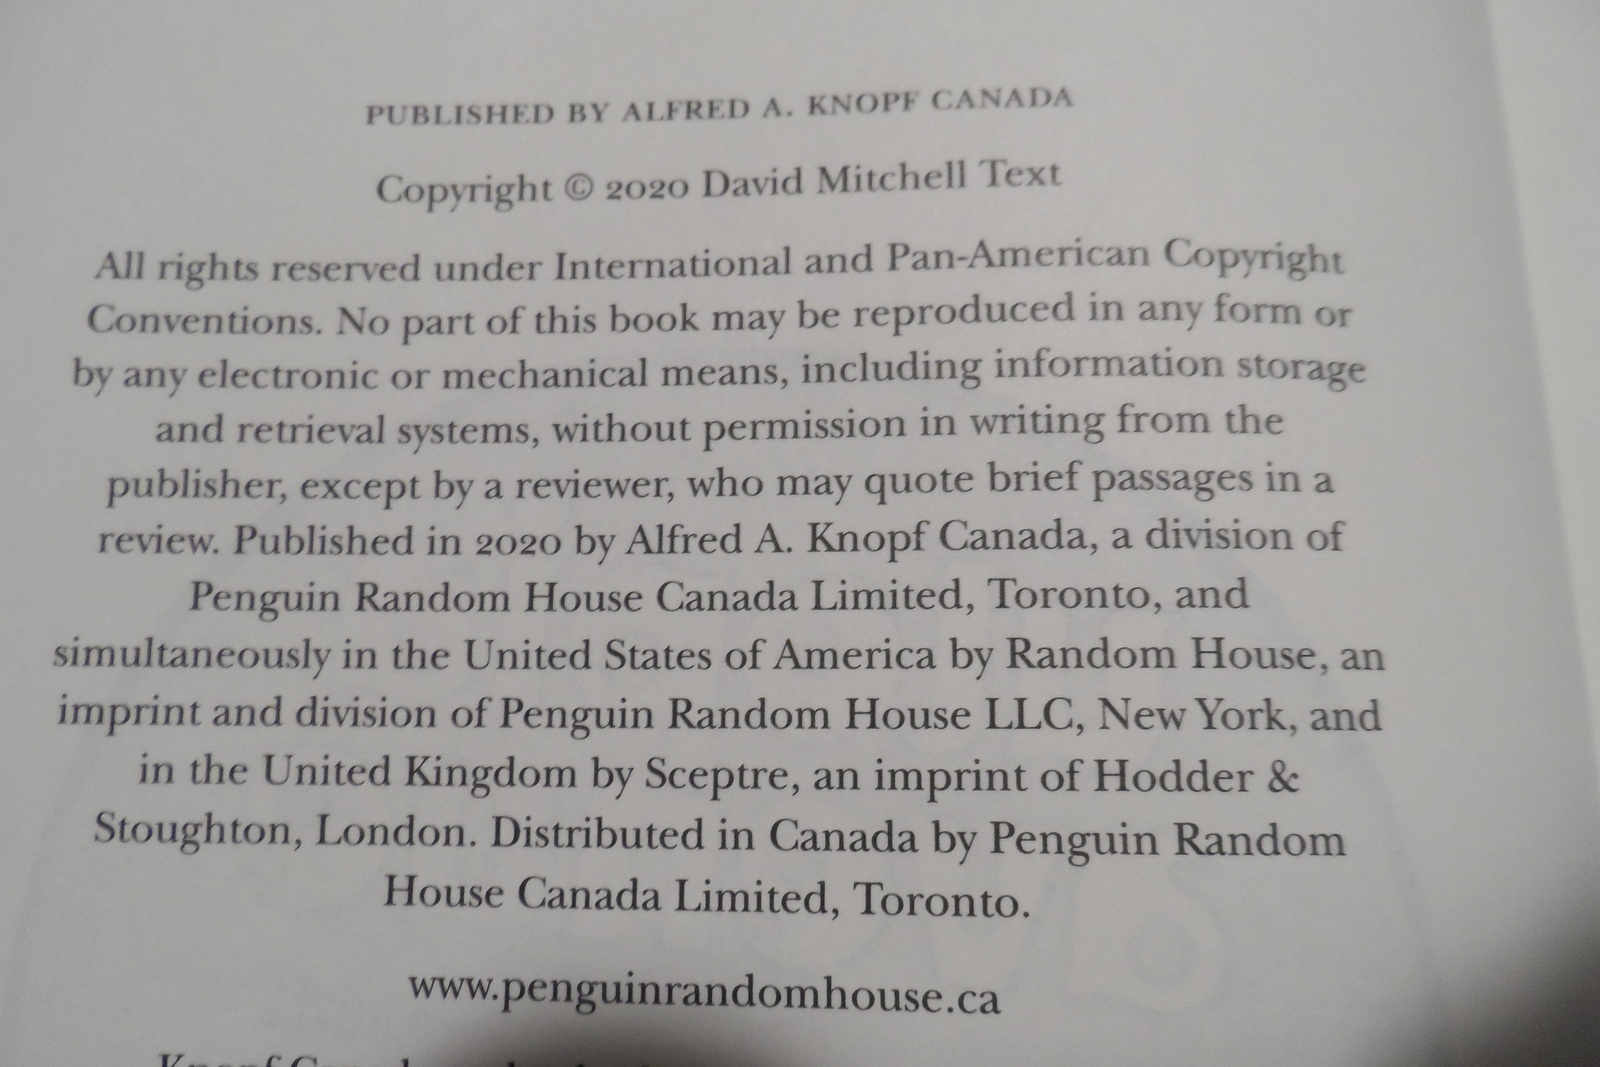 PUBLISHED BY ALFRED A. KNOPF CANADA
Copyright © 2020 David Mitchell Text
All rights reserved under International and Pan-American Copyright
Conventions. No part of this book may be reproduced in any form or
by any electronic or mechanical means, including information storage
and retrieval systems, without permission in writing from the
publisher, except by a reviewer, who may quote brief passages in a
review. Published in 2020 by Alfred A. Knopf Canada, a division of
Penguin Random House Canada Limited, Toronto, and
simultaneously in the United States of America by Random House, an
imprint and division of Penguin Random House LLC, New York, and
in the United Kingdom by Sceptre, an imprint of Hodder &
Stoughton, London. Distributed in Canada by Penguin Random
House Canada Limited, Toronto.
www.penguinrandomhouse.ca
Knopf